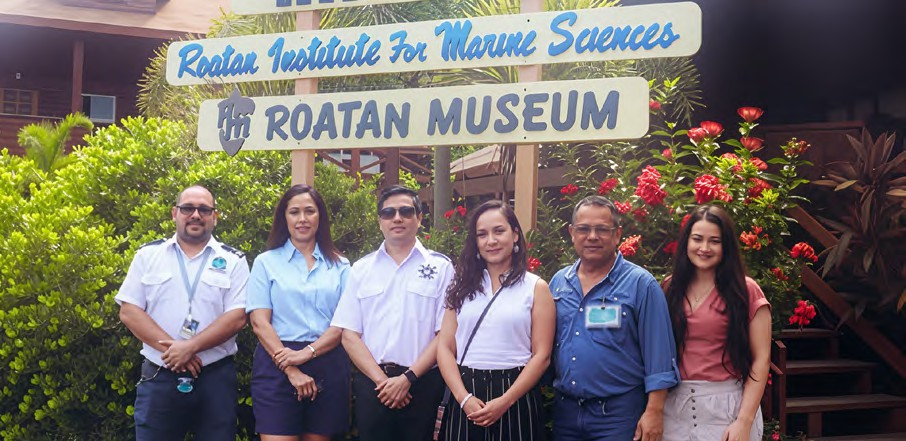 Roatan Institute For Marine Sciences
ROATAN MUSEUM